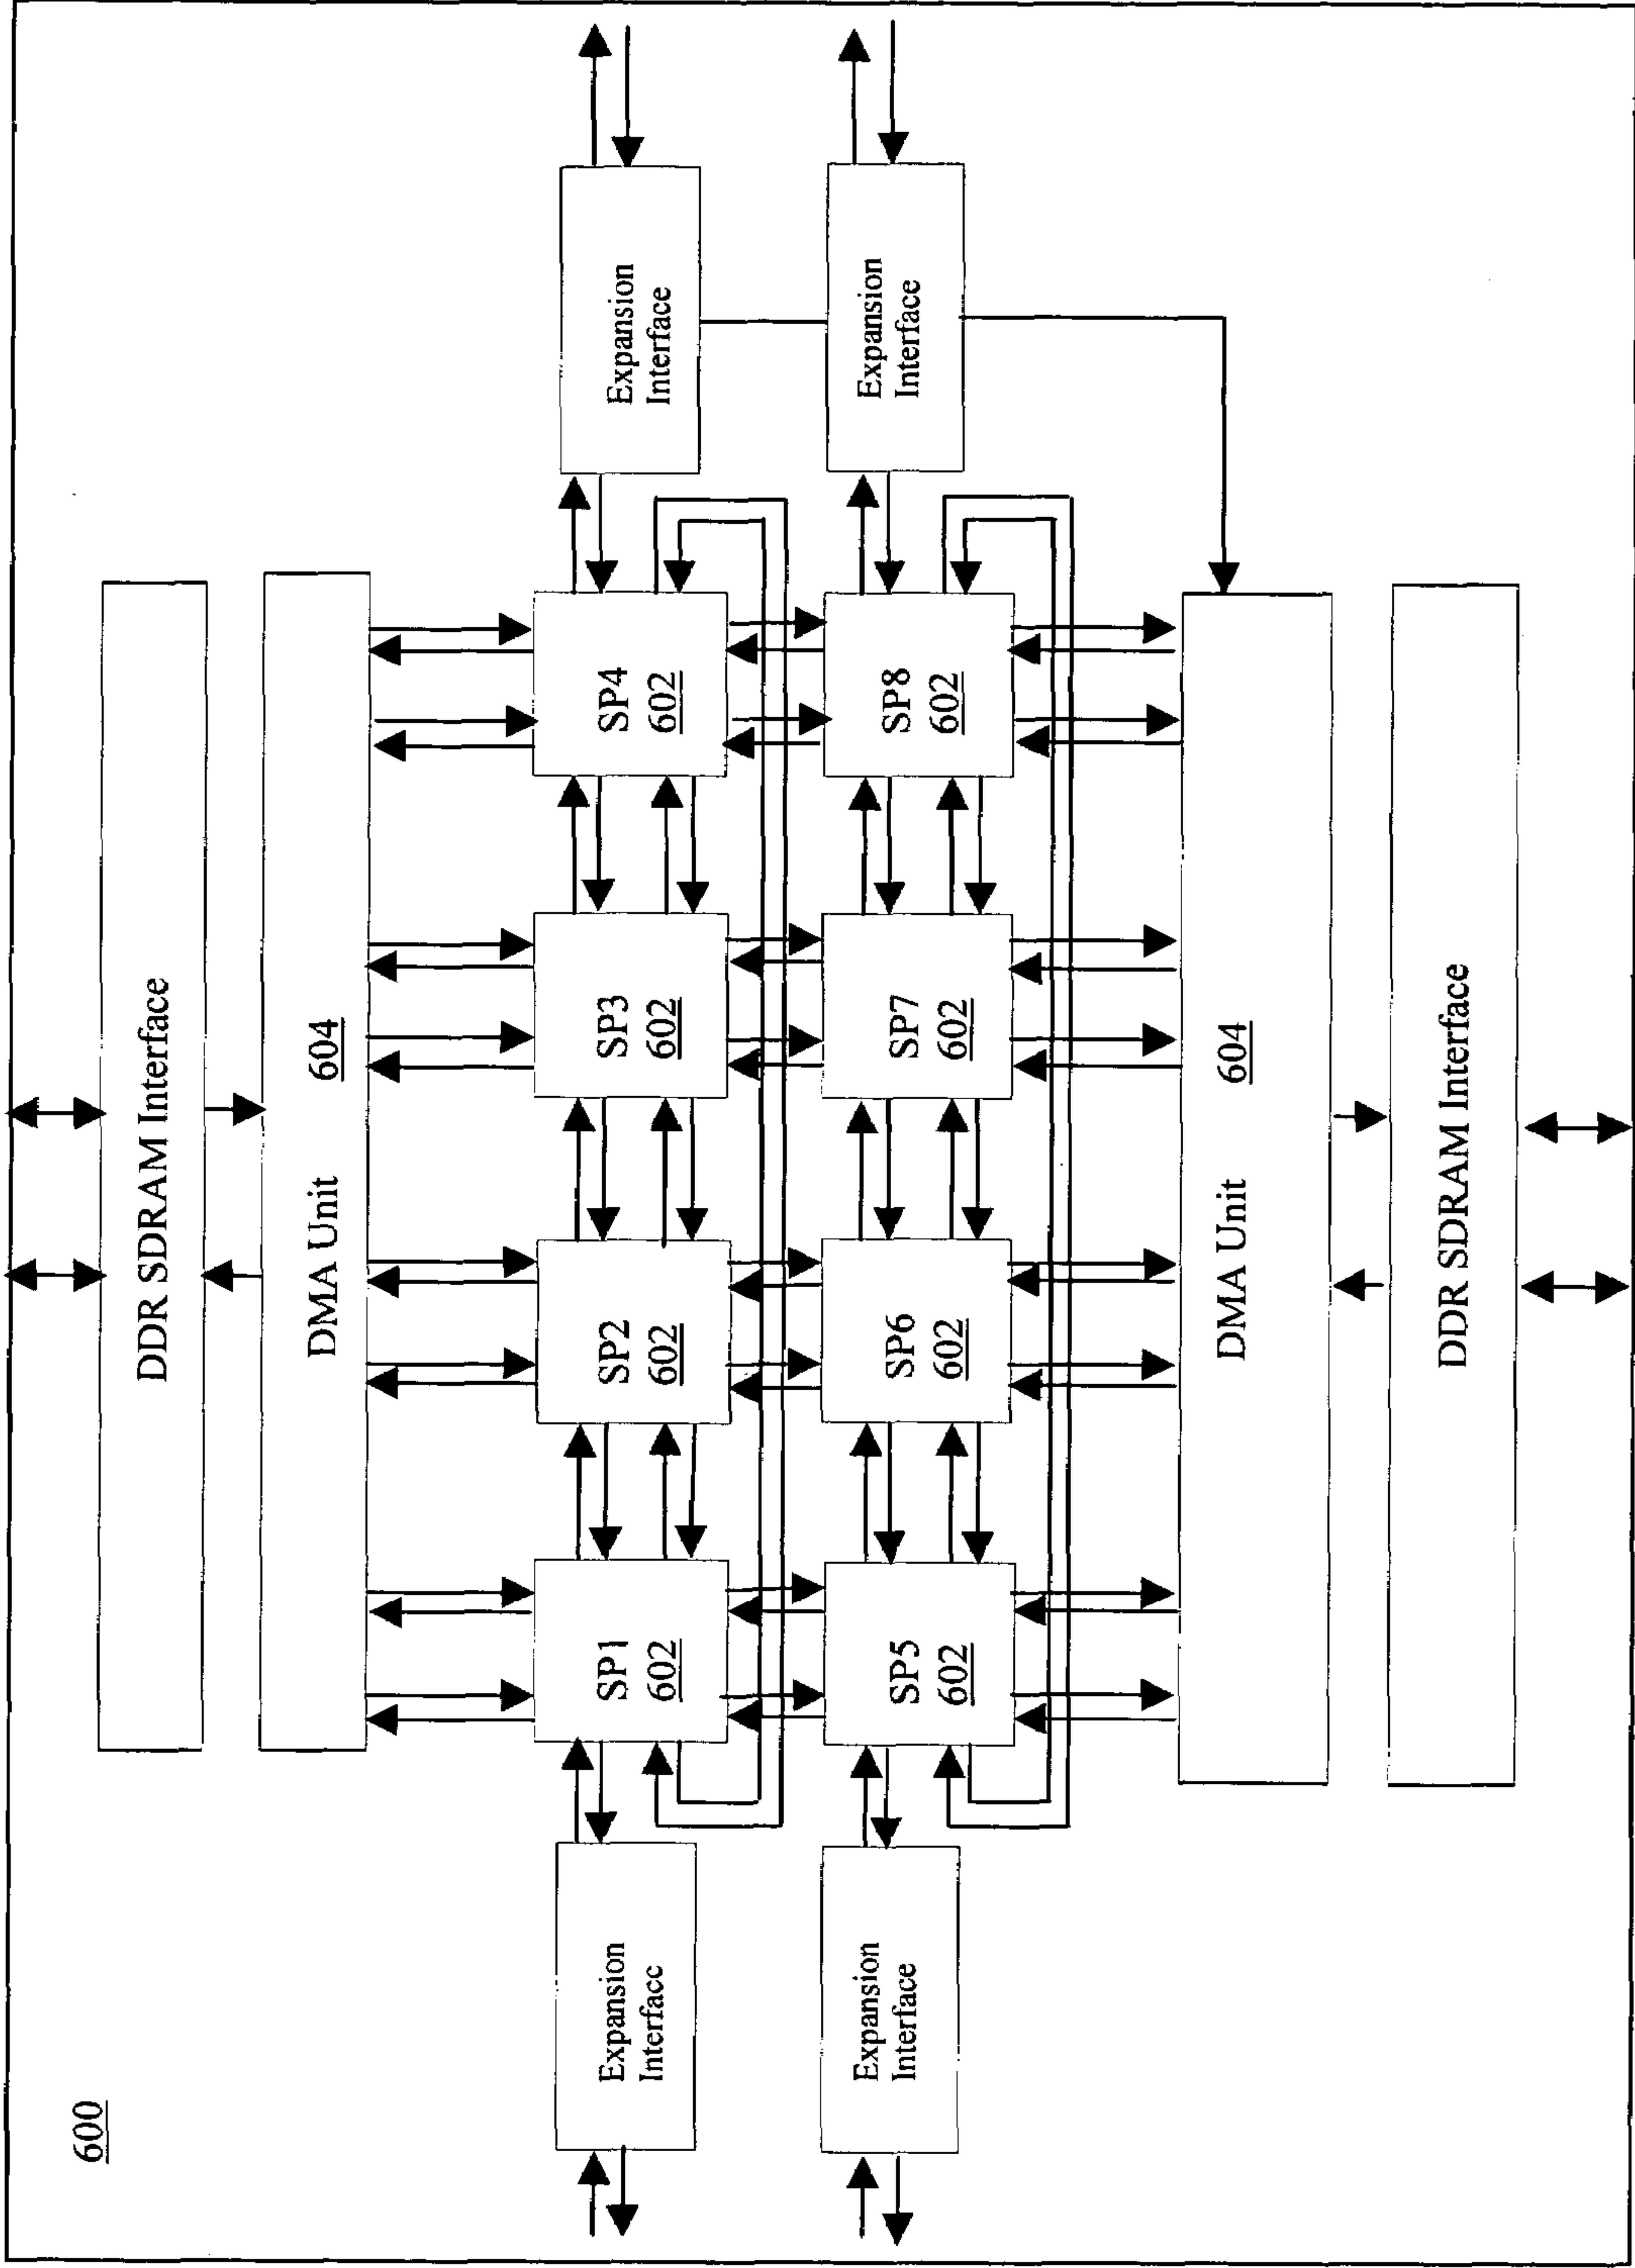 600
DDR SDRAM Interface
DMA Unit 604
Expansion
Interface
SP1
602
SP2
602
SP3
602
SP4
602
Expansion
Interface
Expansion
Interface
SP5
602
SP6
602
SP7
602
SP8
602
Expansion
Interface
DMA Unit 604
DDR SDRAM Interface